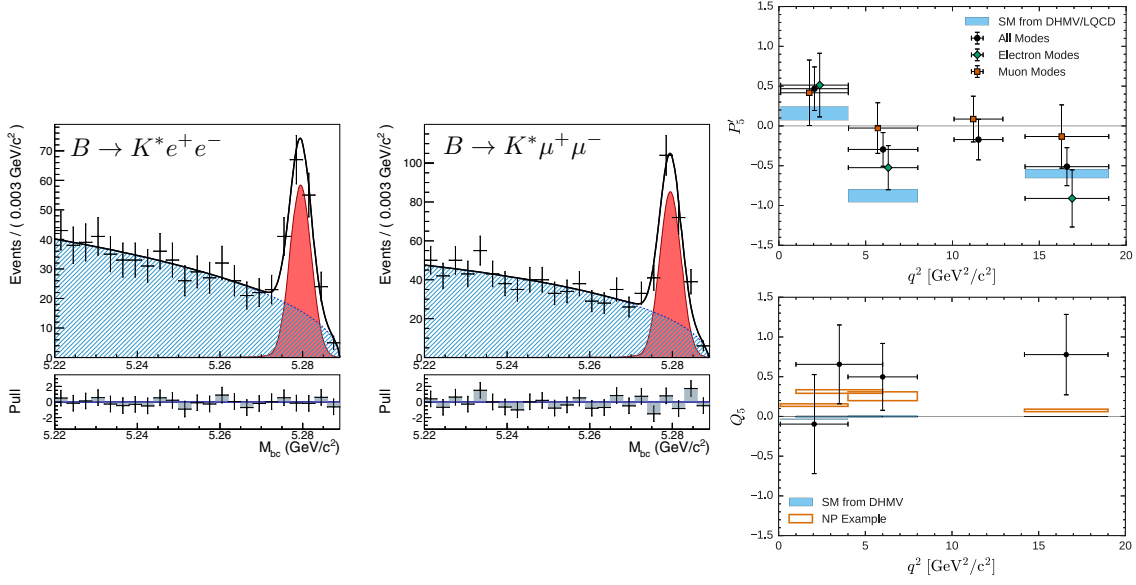 B → K*e⁺e⁻
Events / ( 0.003 GeV/c²)
70
60
50
40
30
20
10
0
5.22 5.24 5.26 5.28
Pull
2
0
−2
5.22 5.24 5.26 5.28
M_bc (GeV/c²)
B → K*μ⁺μ⁻
Events / ( 0.003 GeV/c²)
100
80
60
40
20
0
5.22 5.24 5.26 5.28
Pull
2
0
−2
5.22 5.24 5.26 5.28
M_bc (GeV/c²)
SM from DHMV/LQCD
All Modes
Electron Modes
Muon Modes
P′₅
1.5
1.0
0.5
0.0
−0.5
−1.0
−1.5
0 5 10 15 20
q² [GeV²/c²]
Q₅
1.5
1.0
0.5
0.0
−0.5
−1.0
−1.5
SM from DHMV
NP Example
0 5 10 15 20
q² [GeV²/c²]